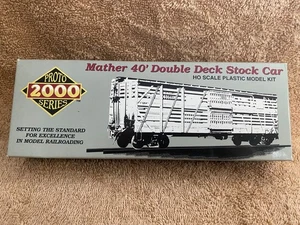 PROTO
2000
SERIES
Mather 40' Double Deck Stock Car
HO SCALE PLASTIC MODEL KIT
SETTING THE STANDARD
FOR EXCELLENCE
IN MODEL RAILROADING